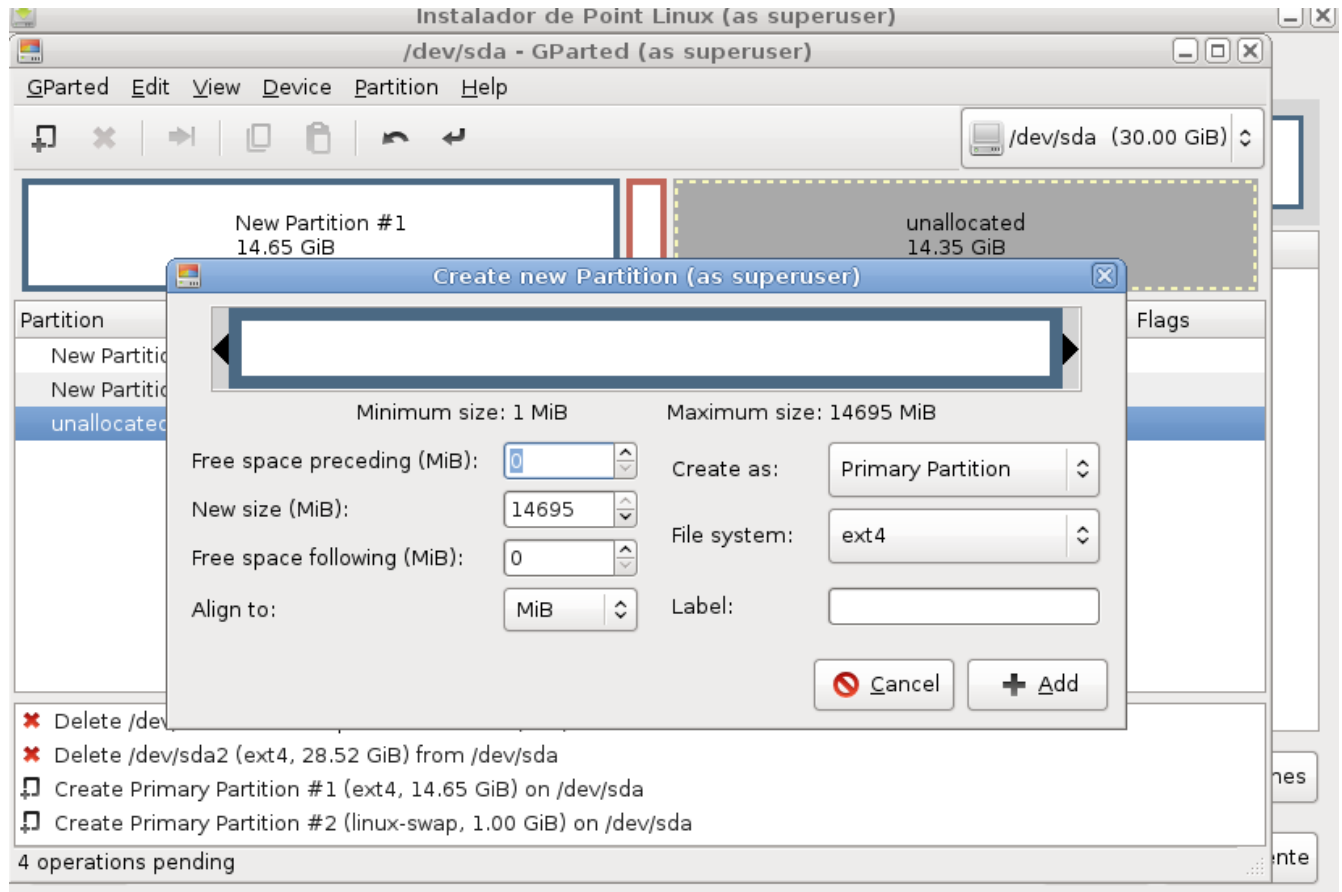 Instalador de Point Linux (as superuser)
/dev/sda - GParted (as superuser)
GParted Edit View Device Partition Help
/dev/sda (30.00 GiB)
New Partition #1
14.65 GiB
unallocated
14.35 GiB
Create new Partition (as superuser)
Partition
Flags
New Partitio
New Partitio
unallocated
Minimum size: 1 MiB
Maximum size: 14695 MiB
Free space preceding (MiB): 0
Create as: Primary Partition
New size (MiB): 14695
File system: ext4
Free space following (MiB): 0
Align to: MiB
Label:
Cancel
Add
Delete /dev
Delete /dev/sda2 (ext4, 28.52 GiB) from /dev/sda
Create Primary Partition #1 (ext4, 14.65 GiB) on /dev/sda
Create Primary Partition #2 (linux-swap, 1.00 GiB) on /dev/sda
nes
4 operations pending
ente